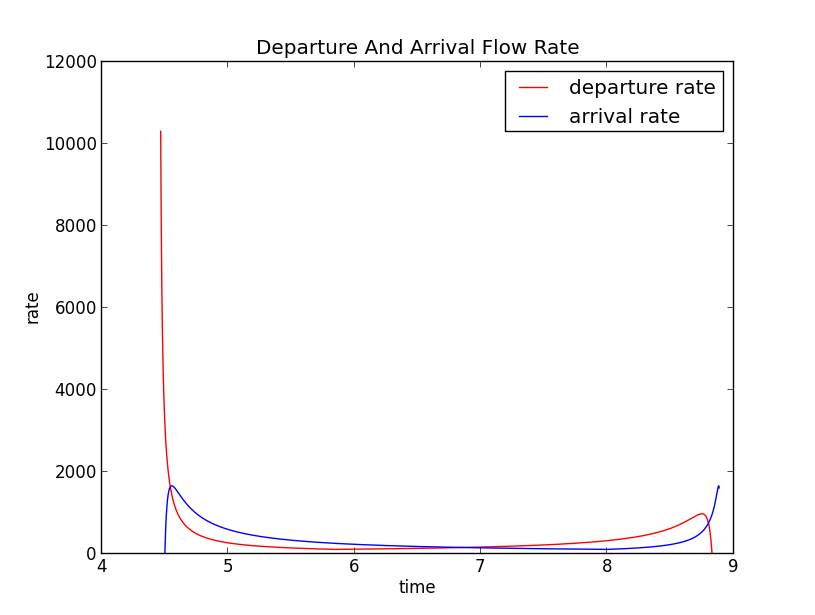 Departure And Arrival Flow Rate
departure rate
arrival rate
12000
10000
8000
6000
4000
2000
0
rate
4 5 6 7 8 9
time